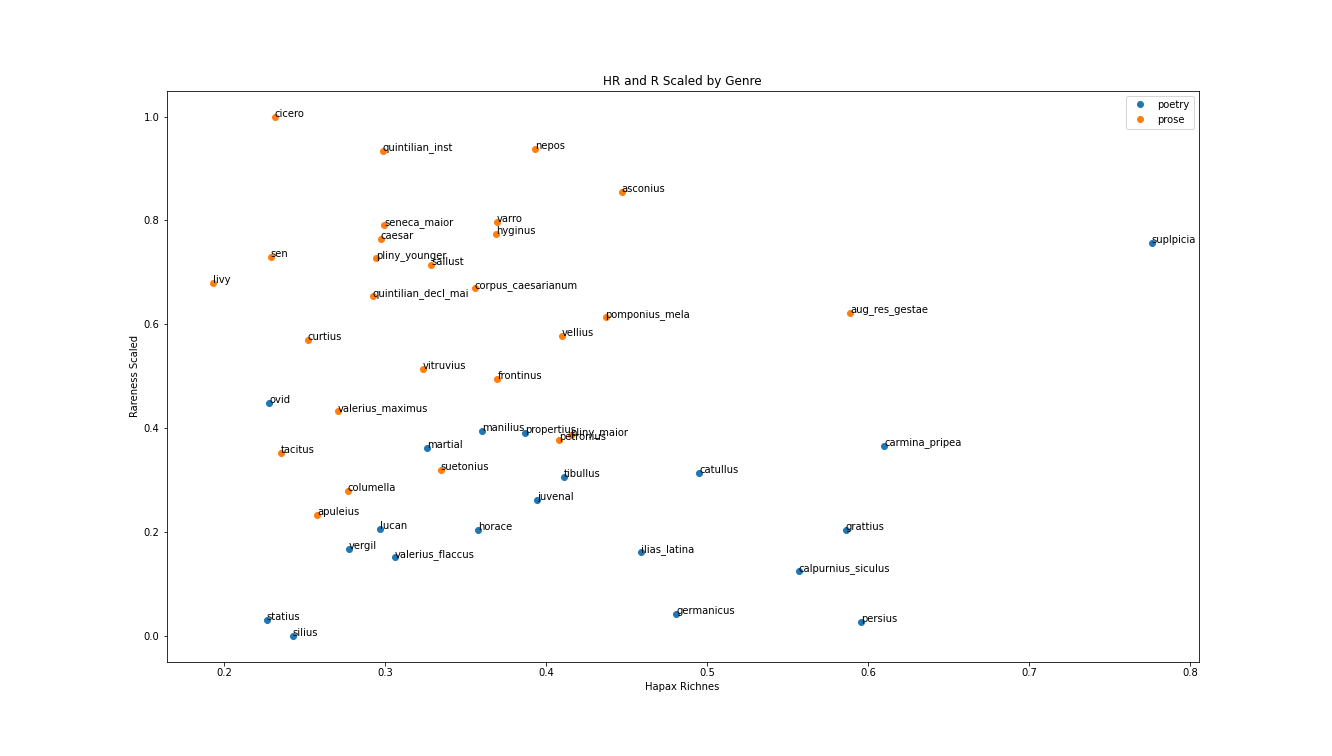 HR and R Scaled by Genre
poetry
prose
1.0
0.8
0.6
0.4
0.2
0.0
Rareness Scaled
cicero
quintilian_inst
nepos
asconius
seneca_maior
varro
caesar
hyginus
suplpicia
sen
pliny_younger
sallust
livy
corpus_caesarianum
quintilian_decl_mai
pomponius_mela
aug_res_gestae
curtius
vellius
vitruvius
frontinus
ovid
valerius_maximus
manilius
propertius
pliny_maior
petronius
martial
carmina_pripea
tacitus
suetonius
tibullus
catullus
columella
juvenal
apuleius
lucan
horace
grattius
vergil
valerius_flaccus
ilias_latina
calpurnius_siculus
statius
silius
germanicus
persius
0.2
0.3
0.4
0.5
0.6
0.7
0.8
Hapax Richnes